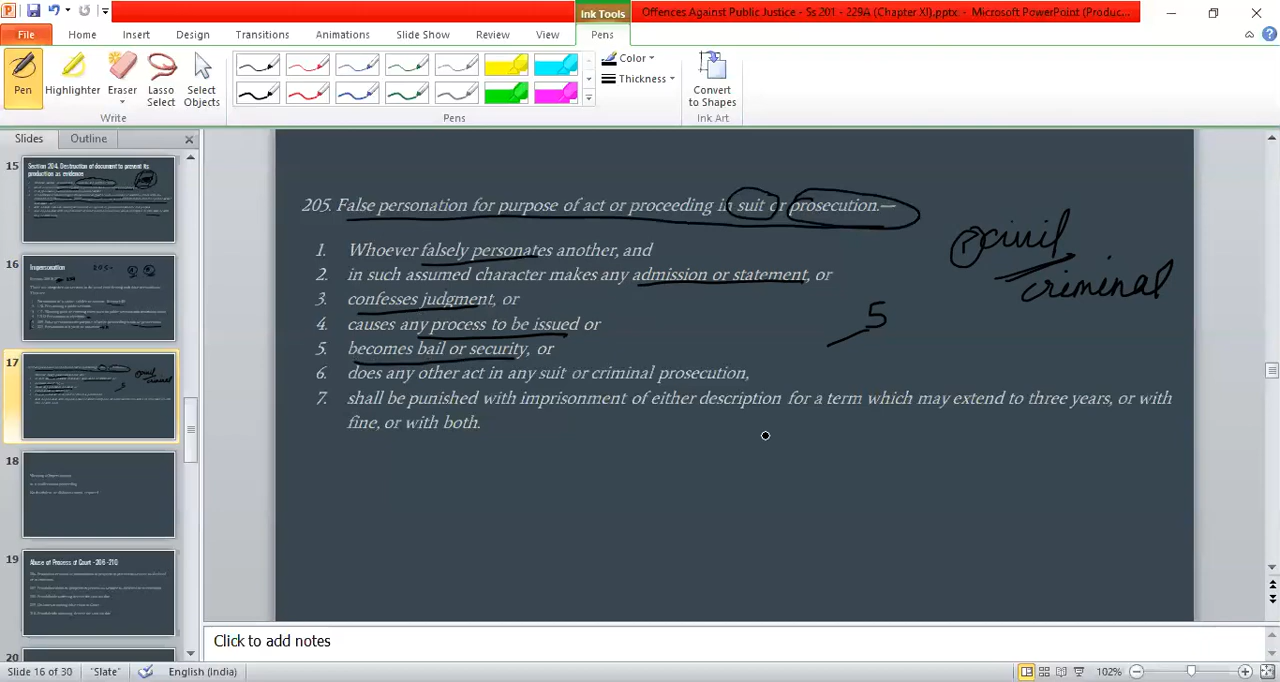 Ink Tools
Offences Against Public Justice - Ss 201 - 229A (Chapter XI).pptx - Microsoft PowerPoint (Produc...
File Home Insert Design Transitions Animations Slide Show Review View Pens
Pen Highlighter Eraser Lasso Select Select Objects
Color
Thickness
Convert to Shapes
Write Pens Ink Art
Slides Outline
15
Section 204. Destruction of document to prevent its production as evidence
16
Impersonation
17
18
19
Abuse of Process of Court - 206 - 210
20
205. False personation for purpose of act or proceeding in suit or prosecution.—
1. Whoever falsely personates another, and
2. in such assumed character makes any admission or statement, or
3. confesses judgment, or
4. causes any process to be issued or
5. becomes bail or security, or
6. does any other act in any suit or criminal prosecution,
7. shall be punished with imprisonment of either description for a term which may extend to three years, or with
fine, or with both.
civil
criminal
5
Click to add notes
Slide 16 of 30 "Slate" English (India) 102%